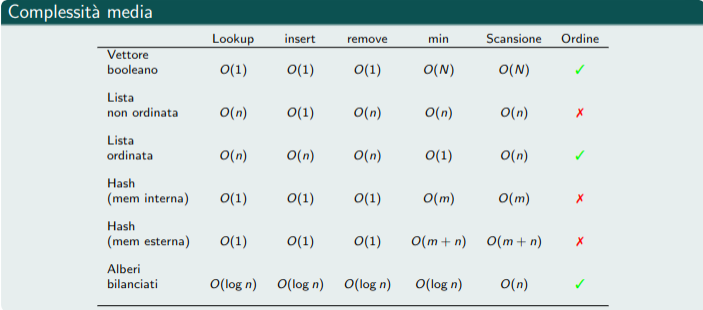 Complessità media
Lookup insert remove min Scansione Ordine
Vettore
booleano O(1) O(1) O(1) O(N) O(N) ✓
Lista
non ordinata O(n) O(1) O(n) O(n) O(n) ✗
Lista
ordinata O(n) O(n) O(n) O(1) O(n) ✓
Hash
(mem interna) O(1) O(1) O(1) O(m) O(m) ✗
Hash
(mem esterna) O(1) O(1) O(1) O(m + n) O(m + n) ✗
Alberi
bilanciati O(log n) O(log n) O(log n) O(log n) O(n) ✓